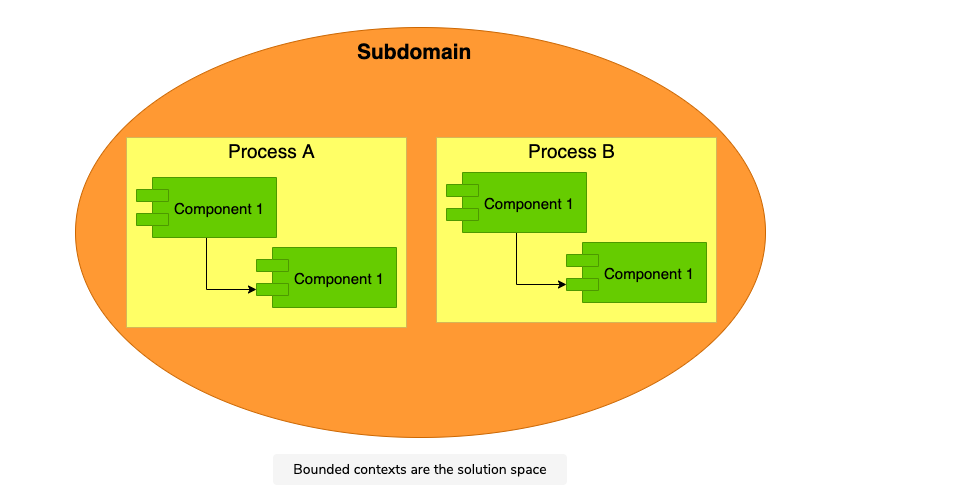 Subdomain
Process A
Component 1
Component 1
Process B
Component 1
Component 1
Bounded contexts are the solution space